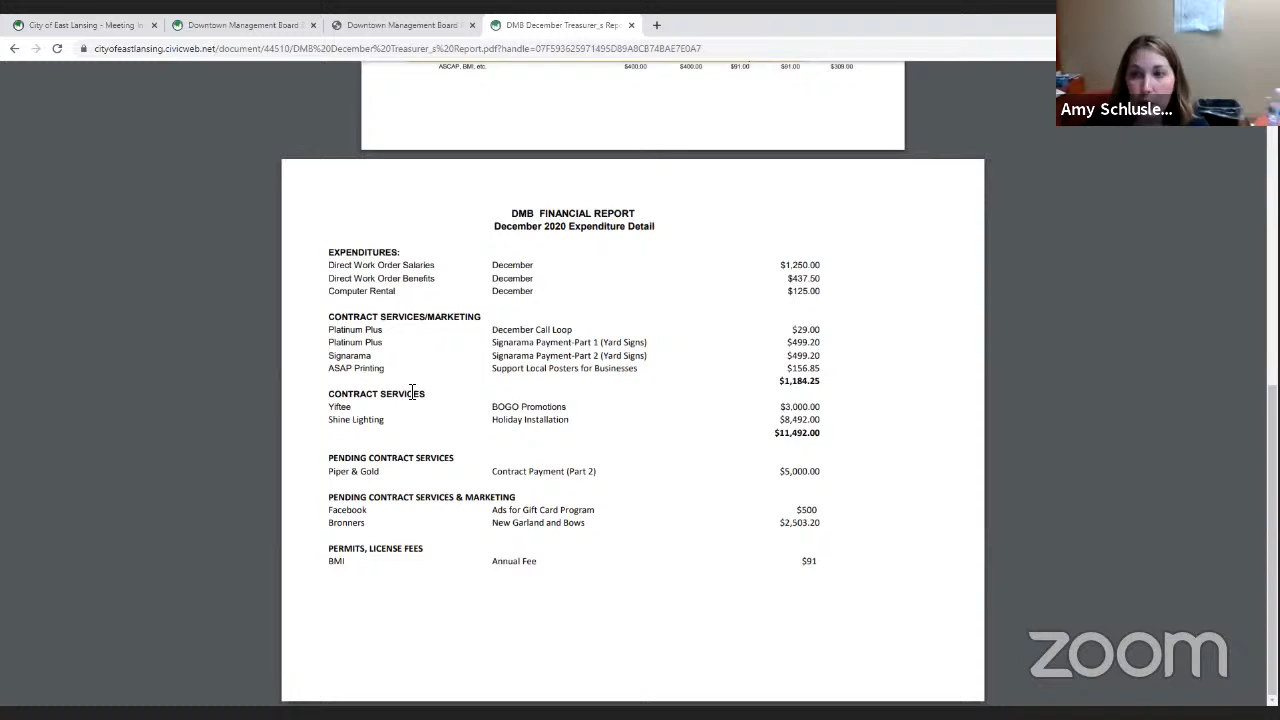 City of East Lansing - Meeting In
Downtown Management Board
Downtown Management Board
DMB December Treasurer_s Repo
cityofeastlansing.civicweb.net/document/44510/DMB%20December%20Treasurer_s%20Report.pdf?handle=07F593625971495D89A8CB74BAE7E0A7
ASCAP, BMI, etc. $400.00 $400.00 $91.00 $91.00 $309.00
Amy Schlusle...
DMB FINANCIAL REPORT
December 2020 Expenditure Detail
EXPENDITURES:
Direct Work Order Salaries December $1,250.00
Direct Work Order Benefits December $437.50
Computer Rental December $125.00
CONTRACT SERVICES/MARKETING
Platinum Plus December Call Loop $29.00
Platinum Plus Signarama Payment-Part 1 (Yard Signs) $499.20
Signarama Signarama Payment-Part 2 (Yard Signs) $499.20
ASAP Printing Support Local Posters for Businesses $156.85
$1,184.25
CONTRACT SERVICES
Yiftee BOGO Promotions $3,000.00
Shine Lighting Holiday Installation $8,492.00
$11,492.00
PENDING CONTRACT SERVICES
Piper & Gold Contract Payment (Part 2) $5,000.00
PENDING CONTRACT SERVICES & MARKETING
Facebook Ads for Gift Card Program $500
Bronners New Garland and Bows $2,503.20
PERMITS, LICENSE FEES
BMI Annual Fee $91
zoom